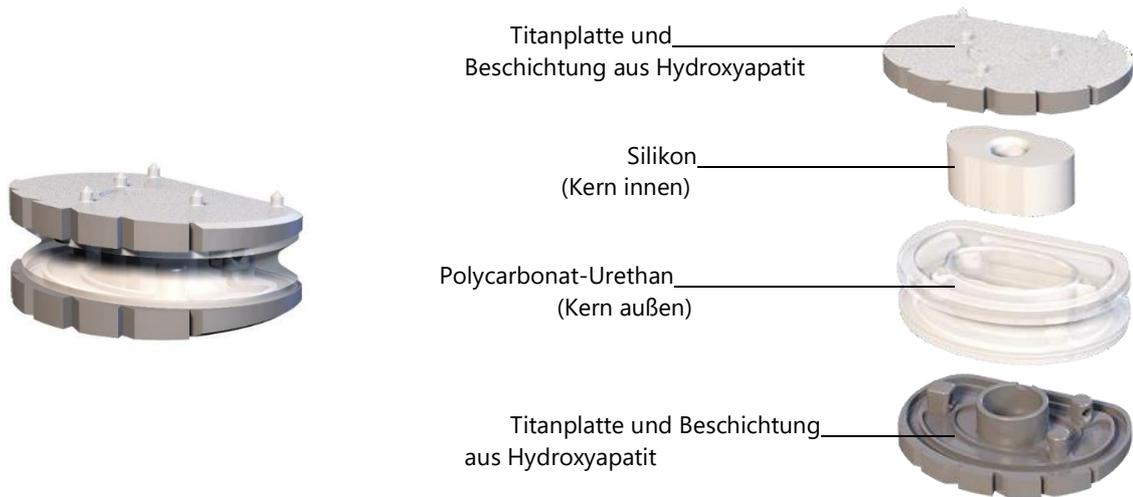 Titanplatte und
Beschichtung aus Hydroxyapatit
Silikon
(Kern innen)
Polycarbonat-Urethan
(Kern außen)
Titanplatte und Beschichtung
aus Hydroxyapatit